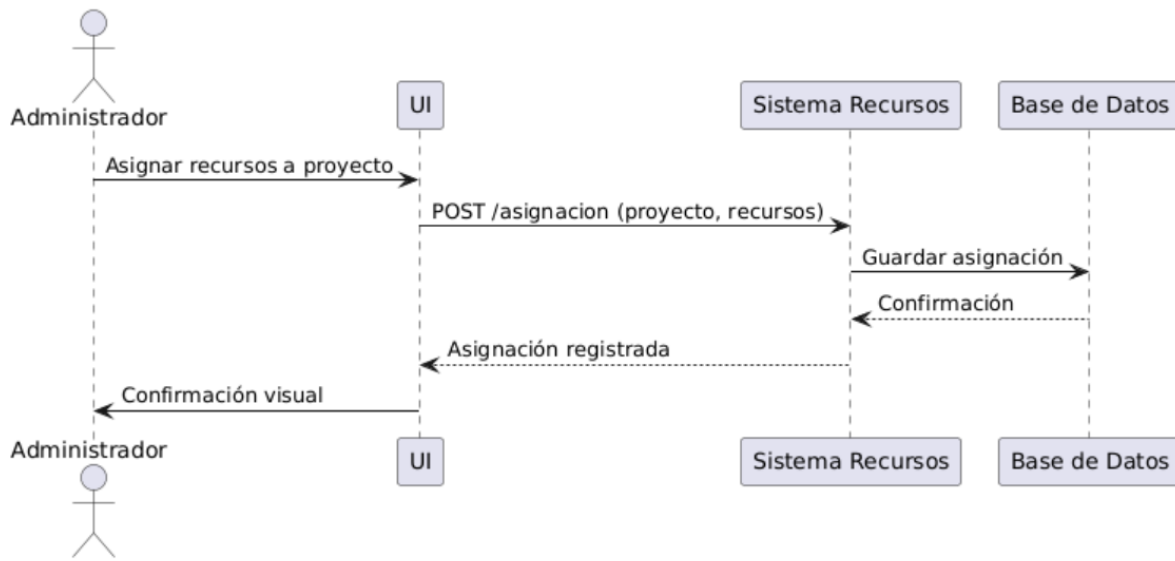 Administrador
UI
Sistema Recursos
Base de Datos
Asignar recursos a proyecto
POST /asignacion (proyecto, recursos)
Guardar asignación
Confirmación
Asignación registrada
Confirmación visual
Administrador
UI
Sistema Recursos
Base de Datos